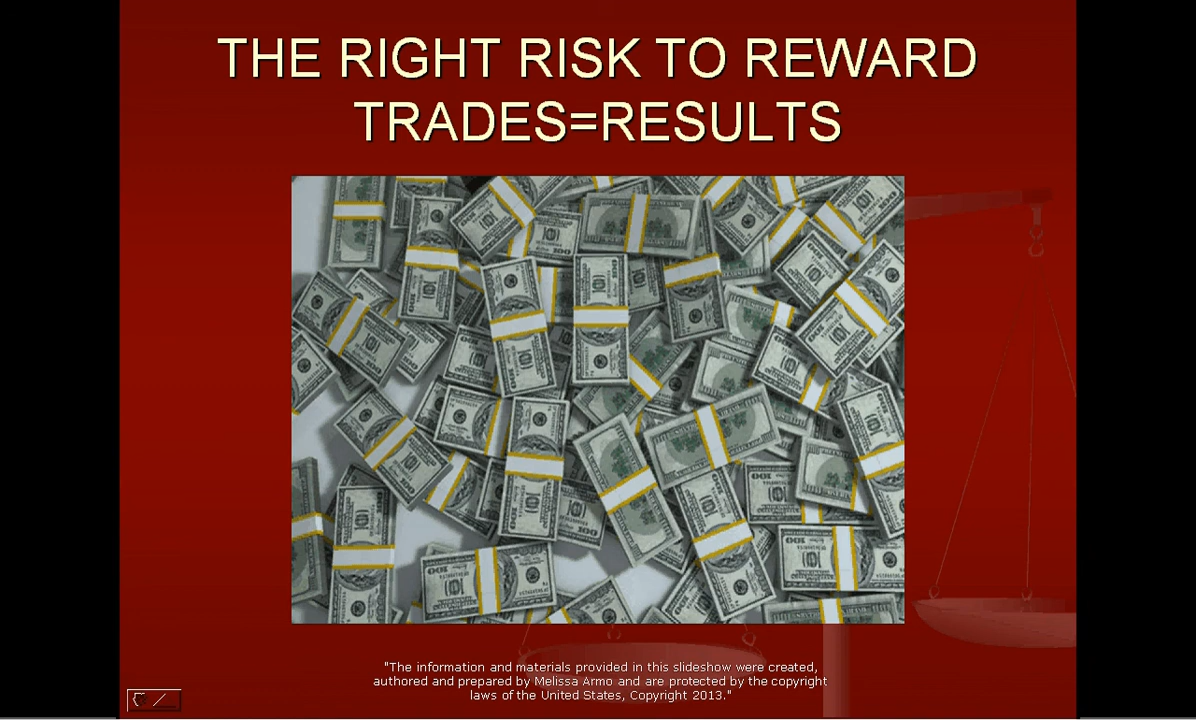 THE RIGHT RISK TO REWARD
TRADES=RESULTS
"The information and materials provided in this slideshow were created,
authored and prepared by Melissa Armo and are protected by the copyright
laws of the United States, Copyright 2013."